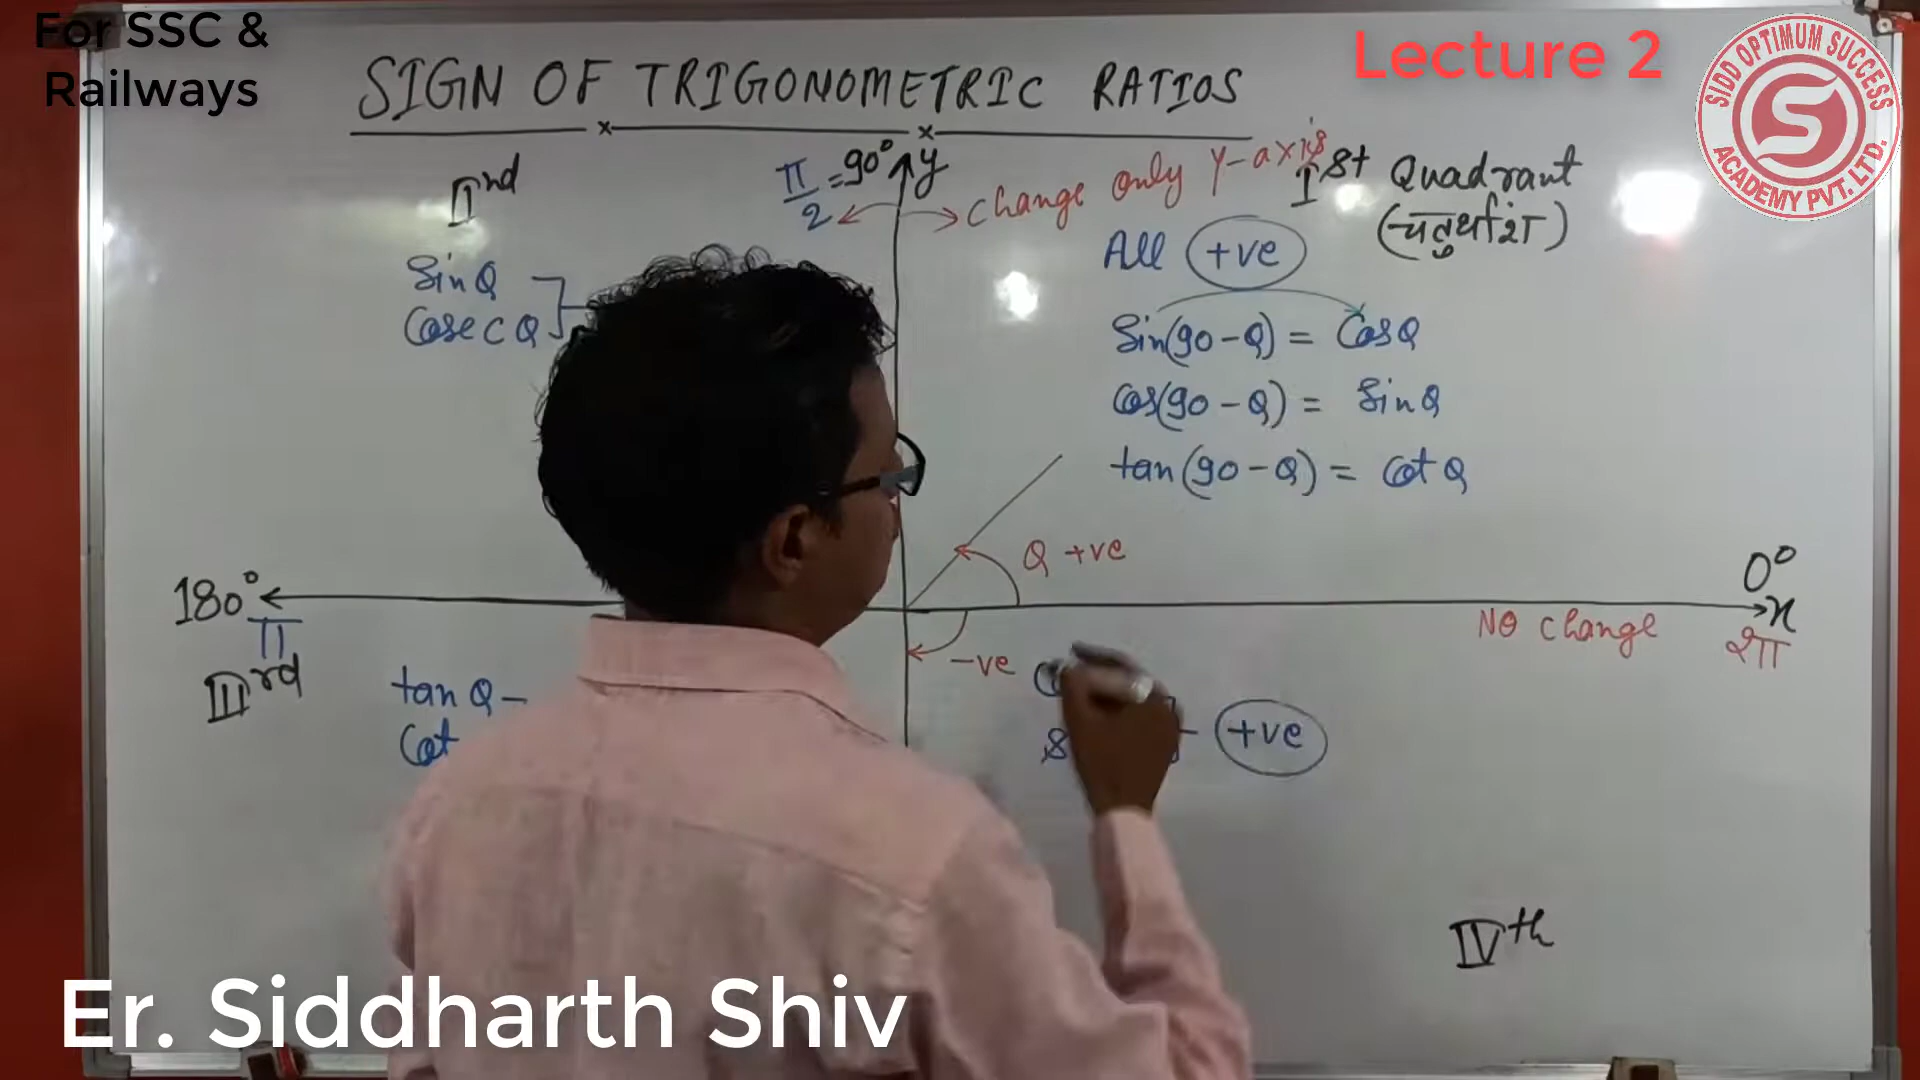 For SSC &
Railways
Lecture 2
SIDD OPTIMUM SUCCESS
ACADEMY PVT. LTD.
SIGN OF TRIGONOMETRIC RATIOS
IInd
π/2 = 90° y
change only Y-axis
Ist Quadrant
(चतुर्थांश)
All +ve
Sin(90-Q) = CosQ
Cos(90-Q) = SinQ
tan(90-Q) = Cot Q
SinQ
Cosec Q
Q +ve
180°
π
0°
x
No change
2π
-ve
IIIrd
tan Q -
Cot
+ve
IVth
Er. Siddharth Shiv